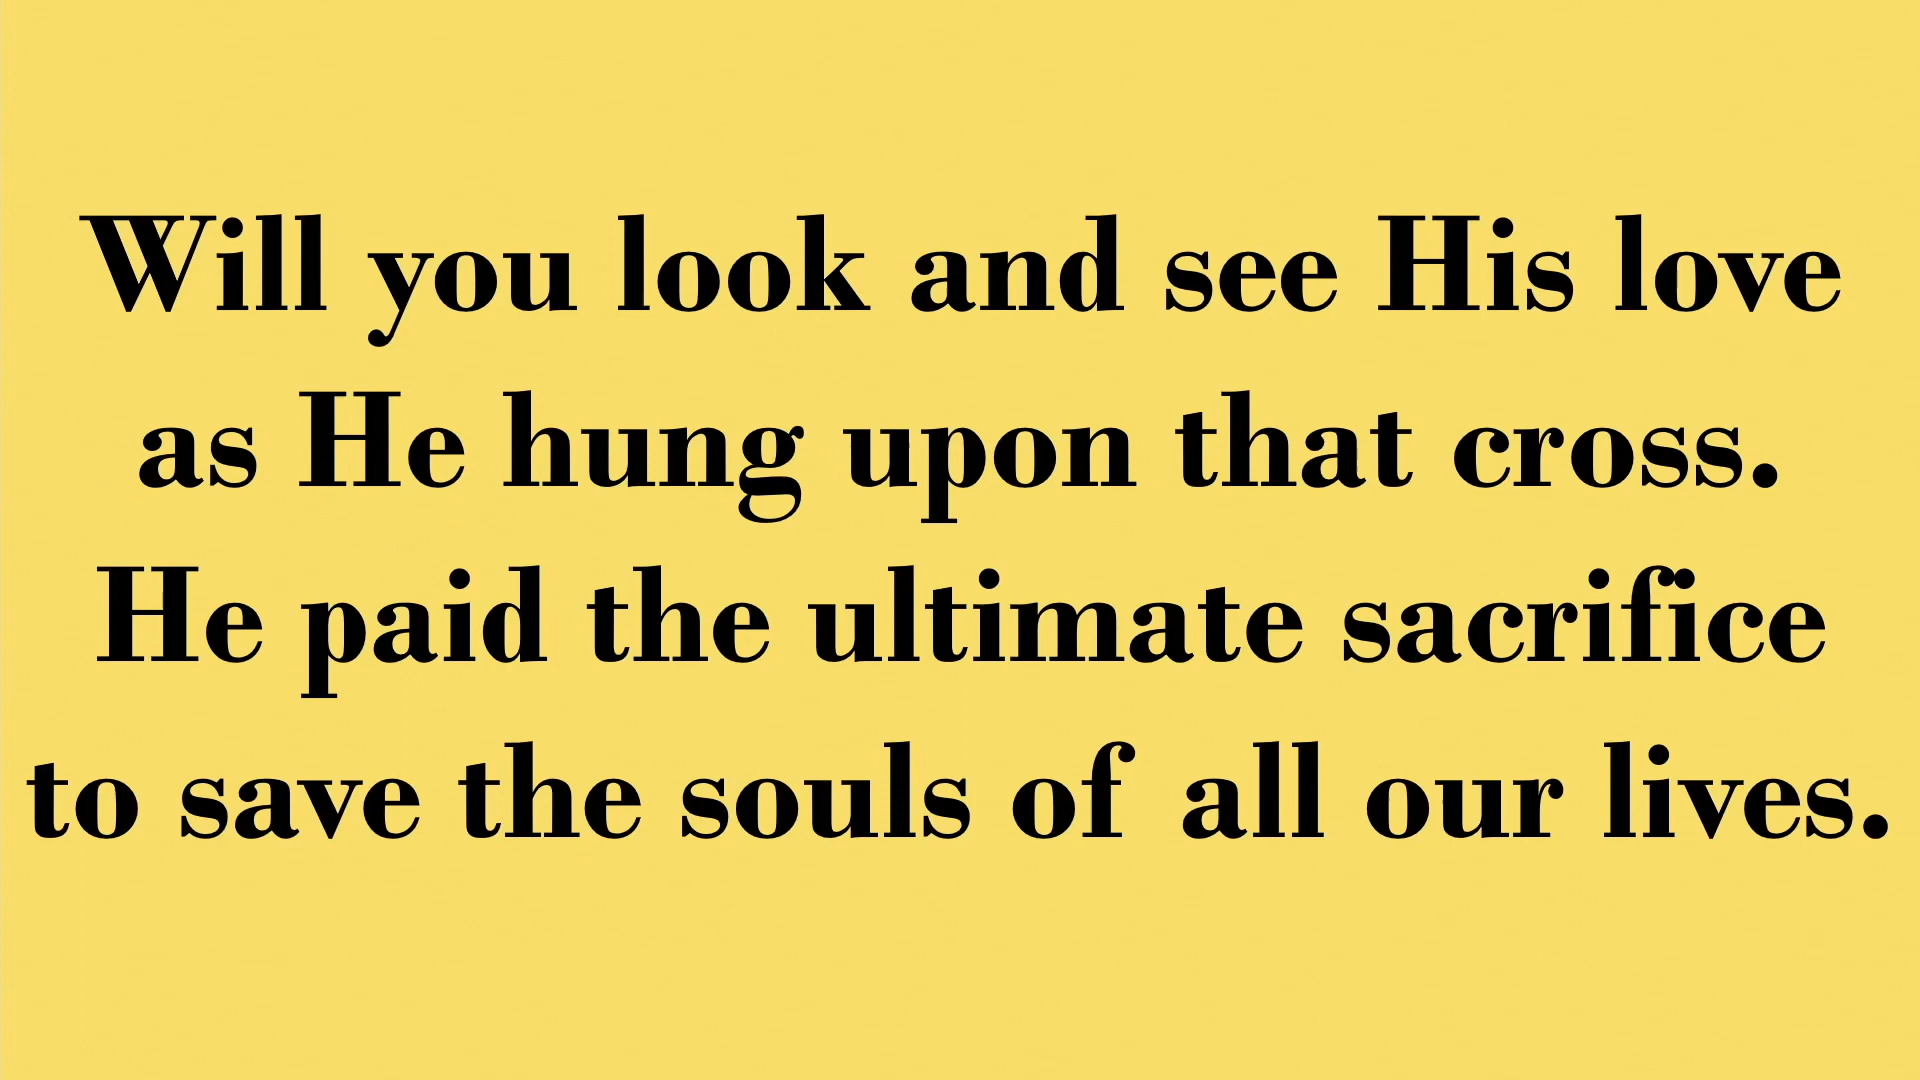 Will you look and see His love
as He hung upon that cross.
He paid the ultimate sacrifice
to save the souls of all our lives.